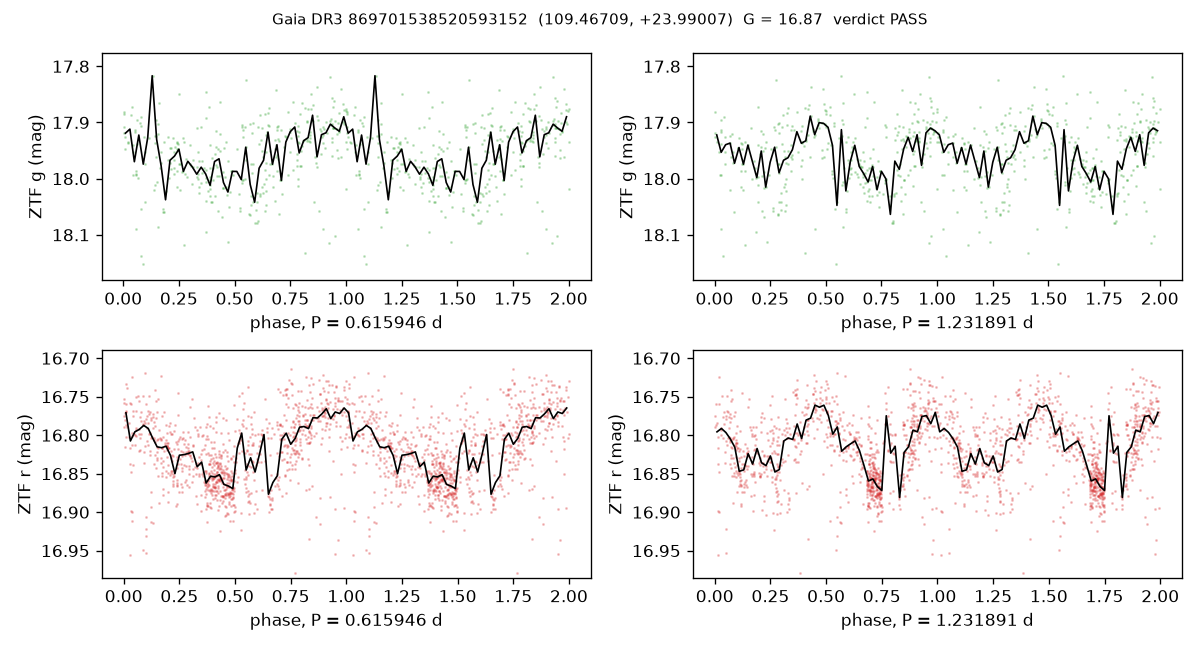 Gaia DR3 869701538520593152 (109.46709, +23.99007) G = 16.87 verdict PASS
ZTF g (mag)
17.8
17.9
18.0
18.1
0.00 0.25 0.50 0.75 1.00 1.25 1.50 1.75 2.00
phase, P = 0.615946 d
ZTF g (mag)
17.8
17.9
18.0
18.1
0.00 0.25 0.50 0.75 1.00 1.25 1.50 1.75 2.00
phase, P = 1.231891 d
ZTF r (mag)
16.70
16.75
16.80
16.85
16.90
16.95
0.00 0.25 0.50 0.75 1.00 1.25 1.50 1.75 2.00
phase, P = 0.615946 d
ZTF r (mag)
16.70
16.75
16.80
16.85
16.90
16.95
0.00 0.25 0.50 0.75 1.00 1.25 1.50 1.75 2.00
phase, P = 1.231891 d